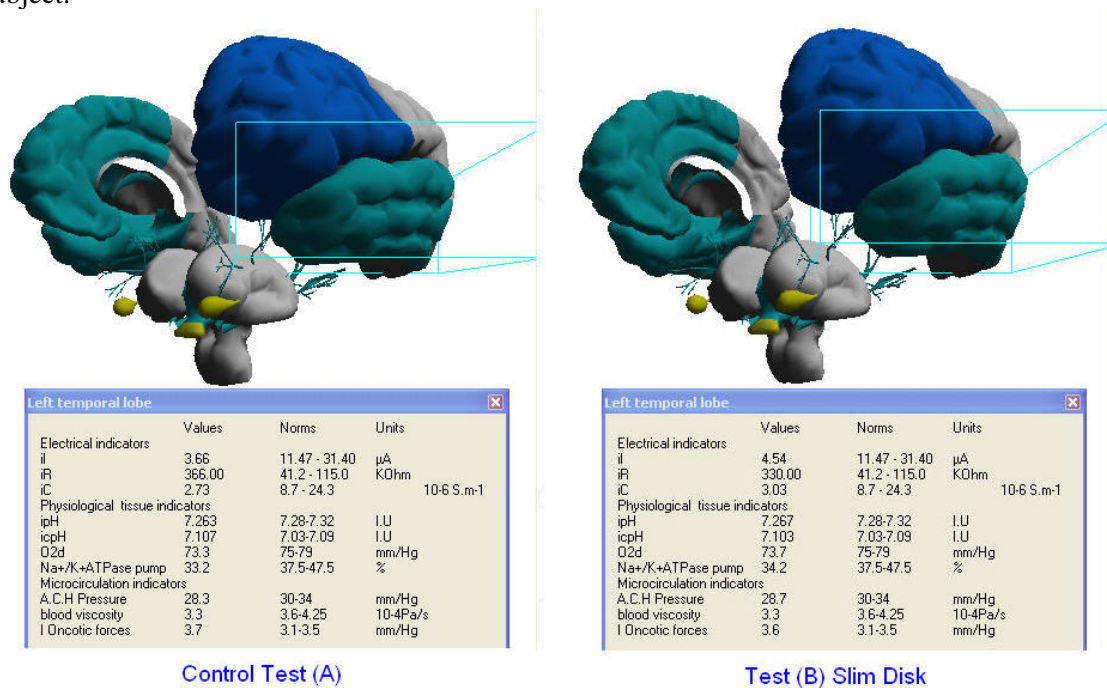 Left temporal lobe
Values Norms Units
Electrical indicators
iI 3.66 11.47 - 31.40 µA
iR 366.00 41.2 - 115.0 KOhm
iC 2.73 8.7 - 24.3 10-6 S.m-1
Physiological tissue indicators
ipH 7.263 7.28-7.32 I.U
icpH 7.107 7.03-7.09 I.U
O2d 73.3 75-79 mm/Hg
Na+/K+ATPase pump 33.2 37.5-47.5 %
Microcirculation indicators
A.C.H Pressure 28.3 30-34 mm/Hg
blood viscosity 3.3 3.6-4.25 10-4Pa/s
I Oncotic forces 3.7 3.1-3.5 mm/Hg
Control Test (A)
Left temporal lobe
Values Norms Units
Electrical indicators
iI 4.54 11.47 - 31.40 µA
iR 330.00 41.2 - 115.0 KOhm
iC 3.03 8.7 - 24.3 10-6 S.m-1
Physiological tissue indicators
ipH 7.267 7.28-7.32 I.U
icpH 7.103 7.03-7.09 I.U
O2d 73.7 75-79 mm/Hg
Na+/K+ATPase pump 34.2 37.5-47.5 %
Microcirculation indicators
A.C.H Pressure 28.7 30-34 mm/Hg
blood viscosity 3.3 3.6-4.25 10-4Pa/s
I Oncotic forces 3.6 3.1-3.5 mm/Hg
Test (B) Slim Disk